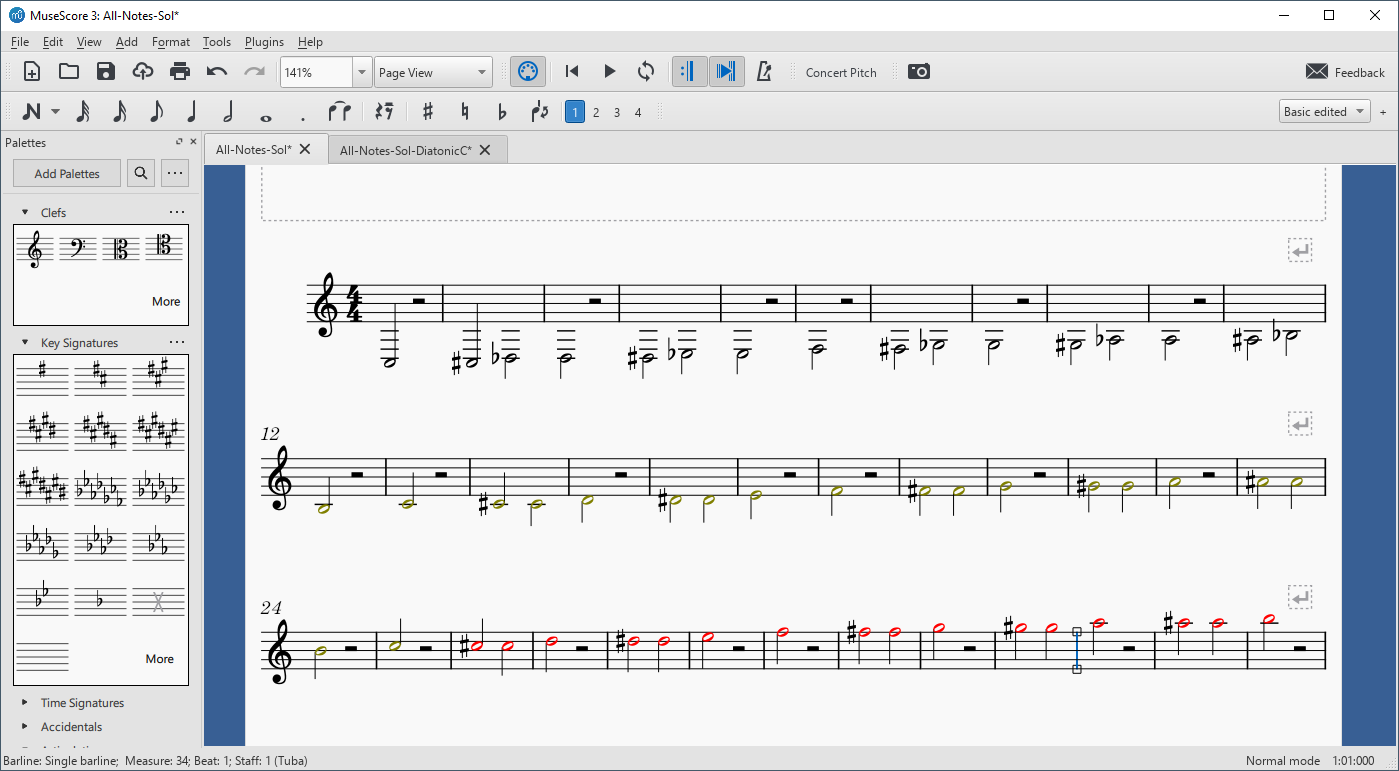 MuseScore 3: All-Notes-Sol*
File Edit View Add Format Tools Plugins Help
141% Page View Concert Pitch Feedback
1 2 3 4 Basic edited +
Palettes All-Notes-Sol* All-Notes-Sol-DiatonicC*
Add Palettes ...
Clefs ...
More
Key Signatures ...
4
4
12
24
More
Time Signatures
Accidentals
Barline: Single barline; Measure: 34; Beat: 1; Staff: 1 (Tuba) Normal mode 1:01:000